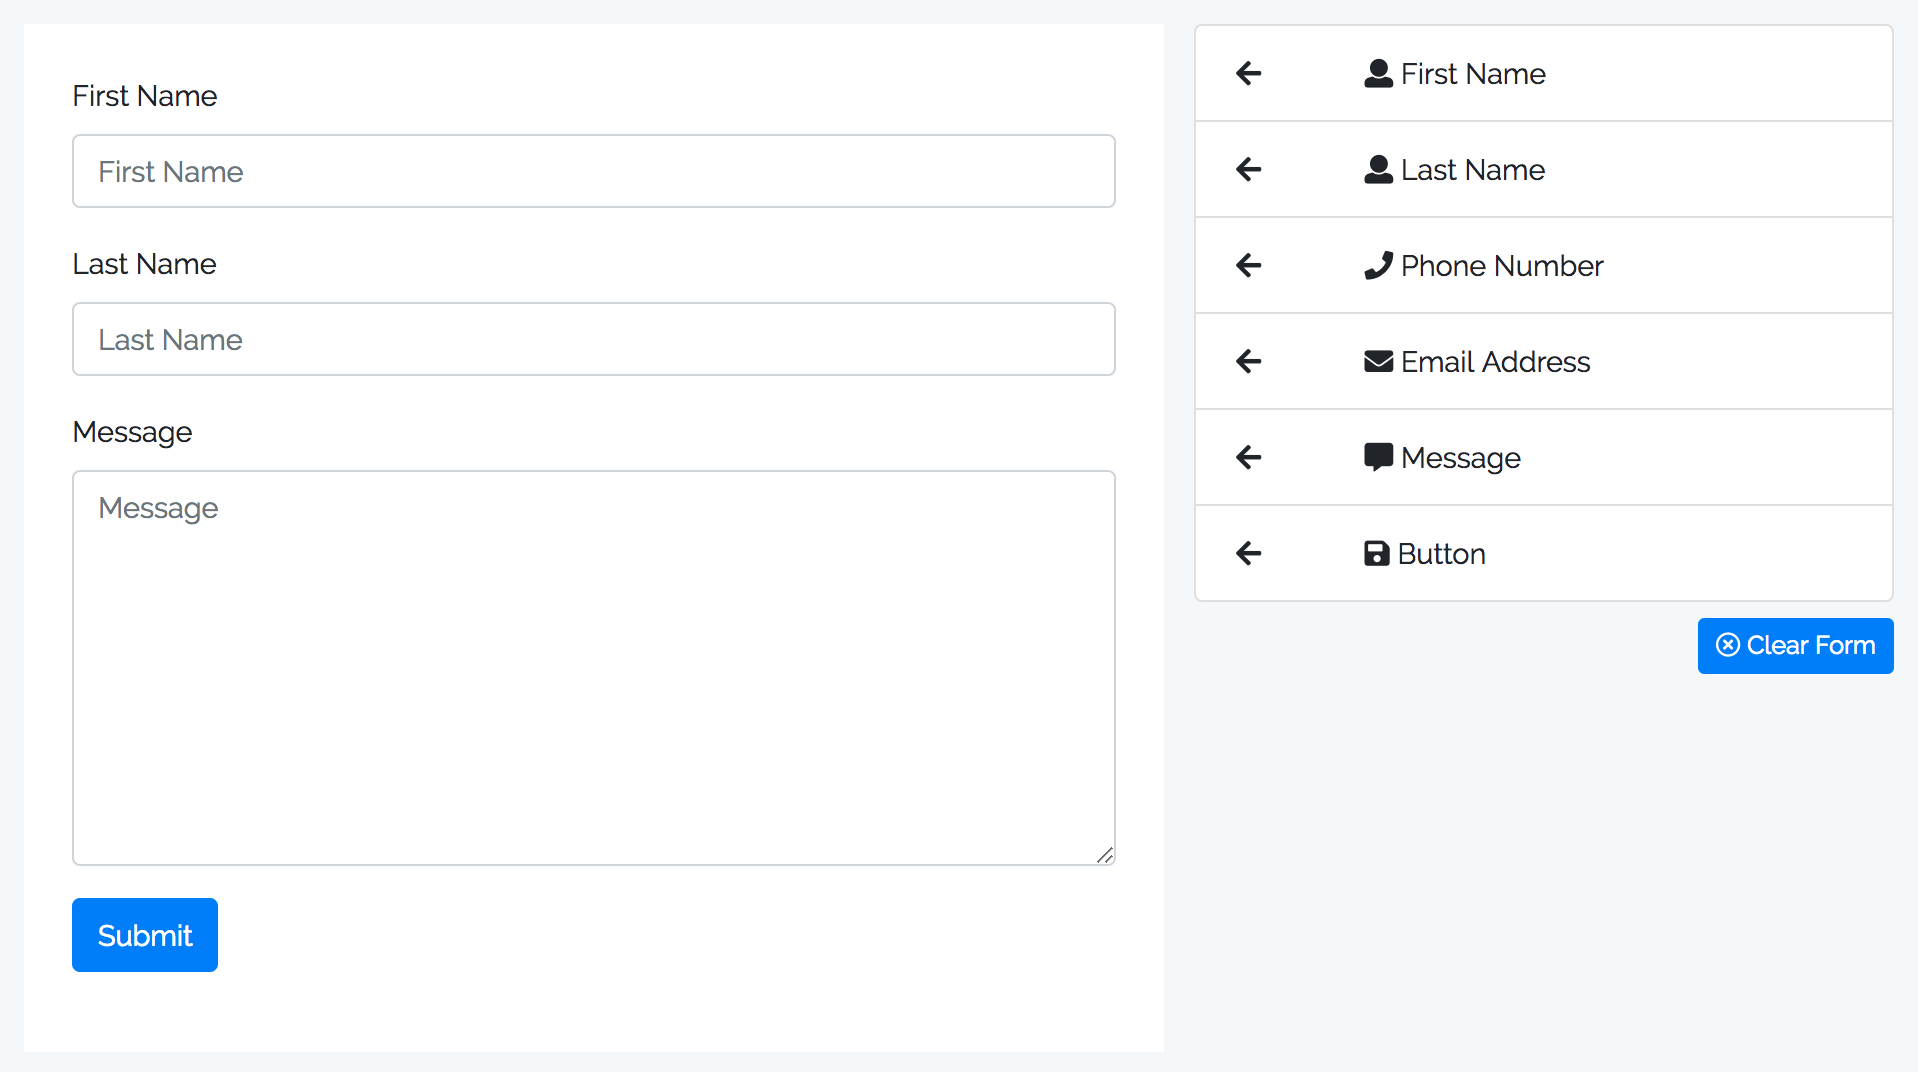 First Name
First Name
Last Name
Last Name
Message
Message
Submit
First Name
Last Name
Phone Number
Email Address
Message
Button
Clear Form